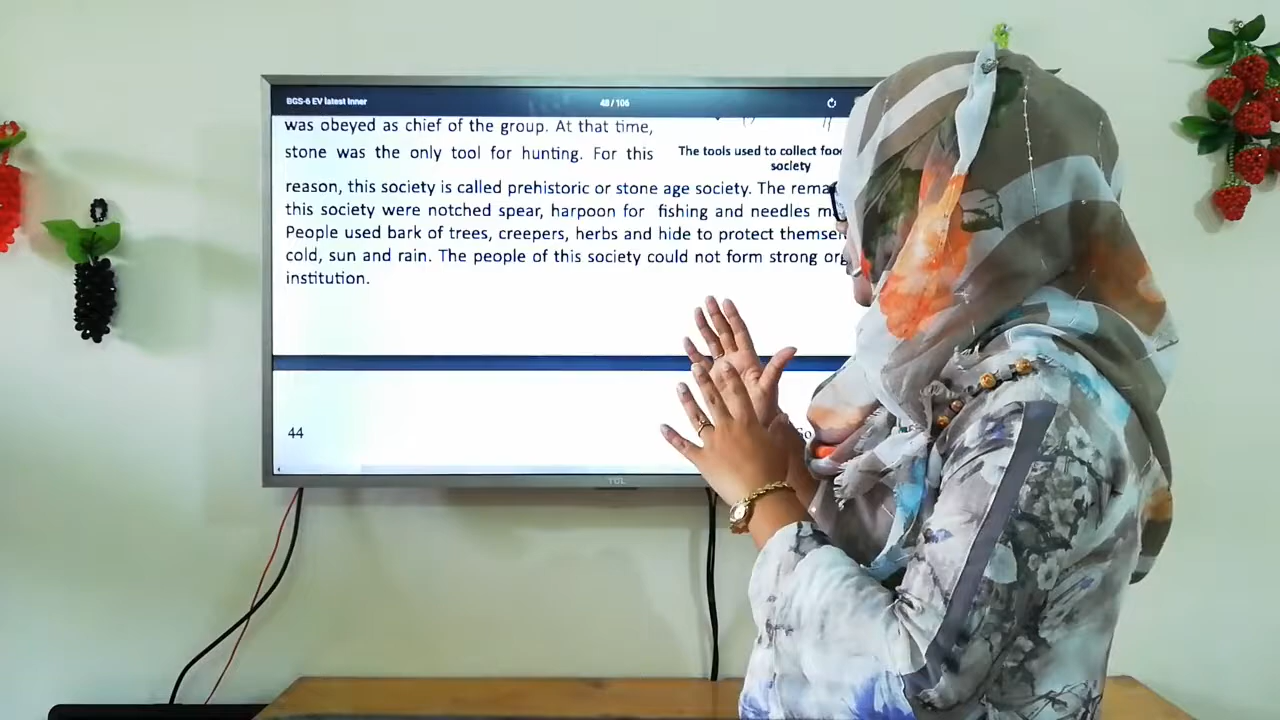 BGS-6 EV latest Inner
48 / 106
was obeyed as chief of the group. At that time,
stone was the only tool for hunting. For this
The tools used to collect
society
reason, this society is called prehistoric or stone age society. The
this society were notched spear, harpoon for fishing and needles
People used bark of trees, creepers, herbs and hide to protect
cold, sun and rain. The people of this society could not form strong
institution.
44
TCL